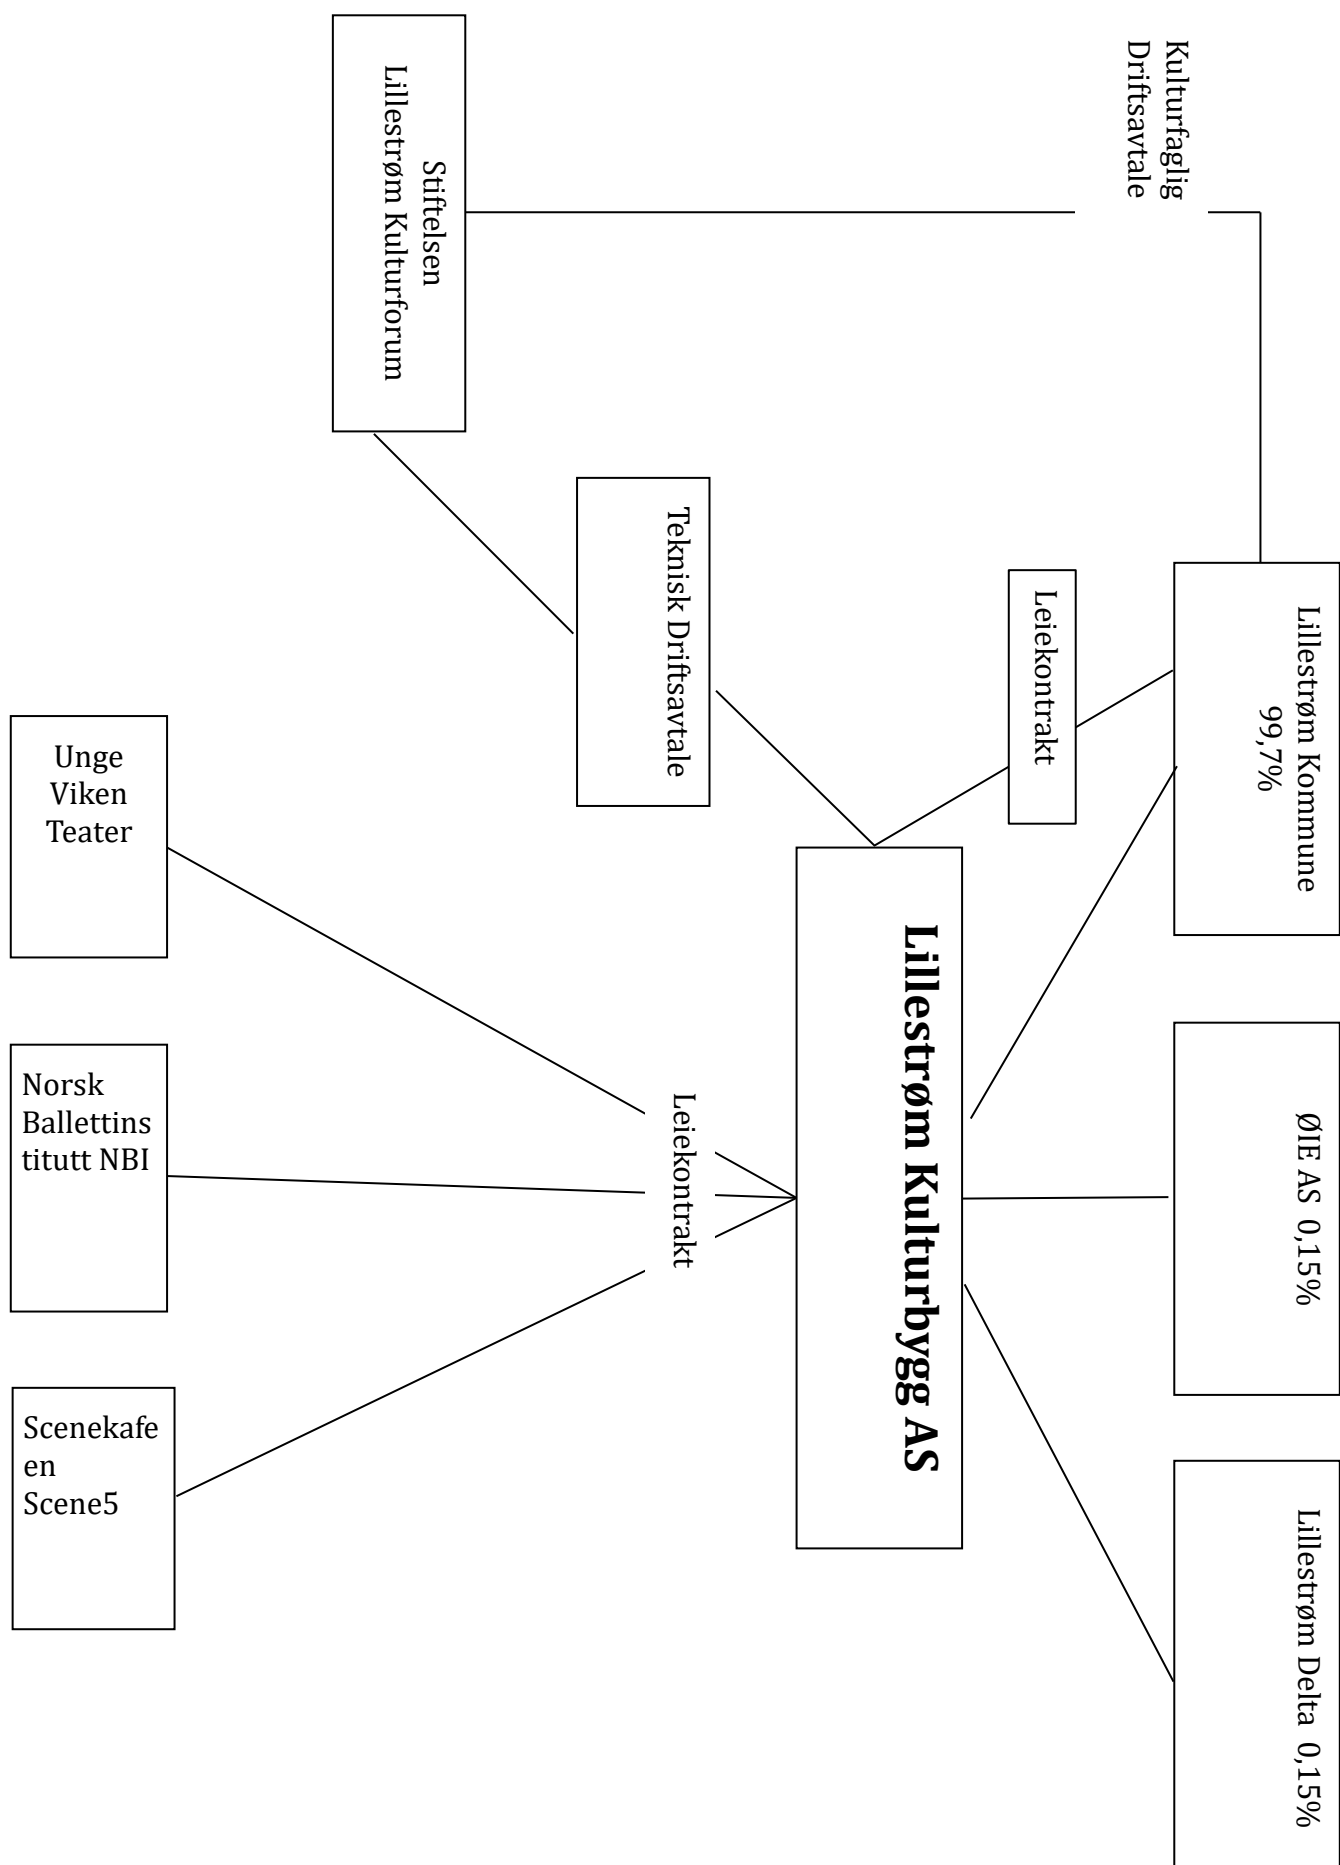 Lillestrøm Kommune
99,7%
ØIE AS 0,15%
Lillestrøm Delta 0,15%
Kulturfaglig
Driftsavtale
Leiekontrakt
Lillestrøm Kulturbygg AS
Teknisk Driftsavtale
Leiekontrakt
Stiftelsen
Lillestrøm Kulturforum
Unge
Viken
Teater
Norsk
Ballettins
titutt NBI
Scenekafe
en
Scene5